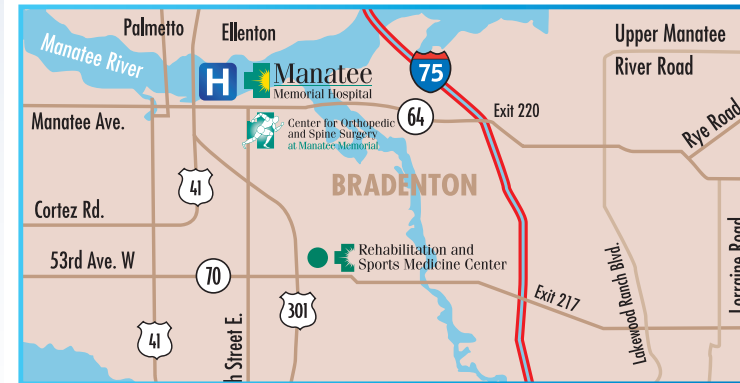 Palmetto
Ellenton
Upper Manatee
River Road
Manatee River
H
Manatee
Memorial Hospital
75
Manatee Ave.
64
Exit 220
Rye Road
Center for Orthopedic
and Spine Surgery
at Manatee Memorial
41
BRADENTON
Cortez Rd.
53rd Ave. W
70
Rehabilitation and
Sports Medicine Center
Exit 217
301
41
h Street E.
Lakewood Ranch Blvd.
Lorraine Road